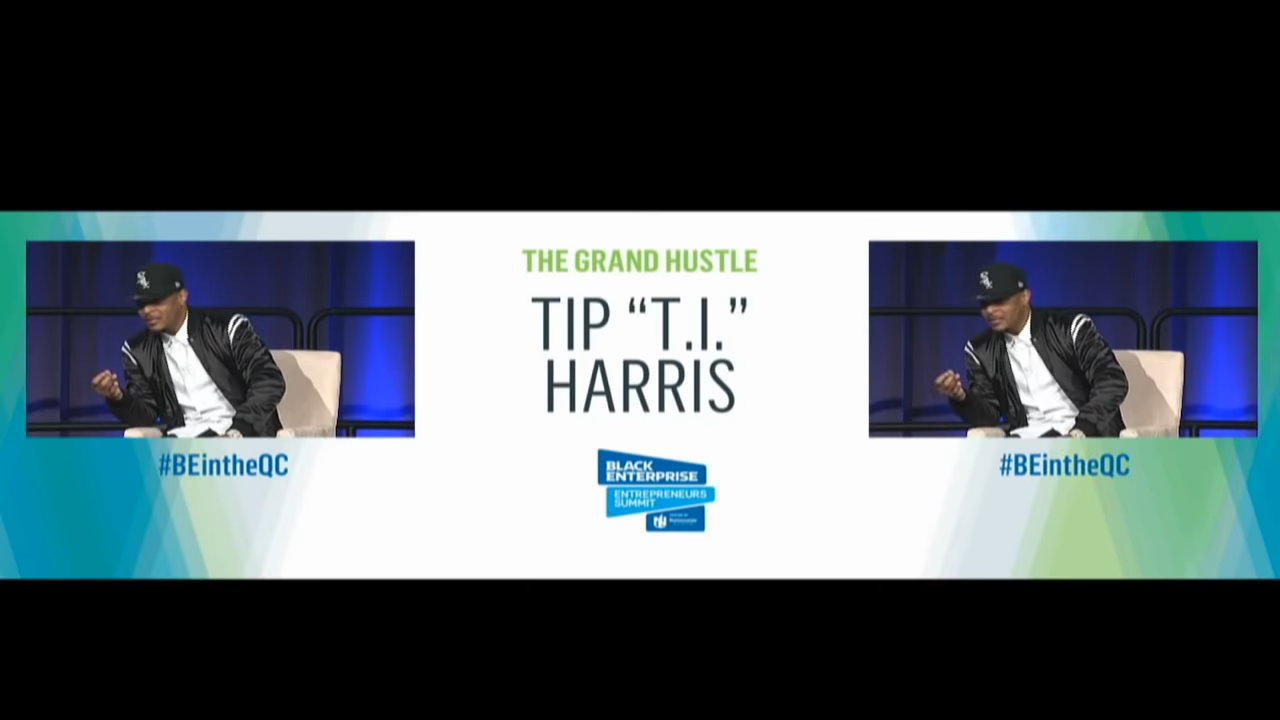 THE GRAND HUSTLE
TIP “T.I.”
HARRIS
#BEintheQC
#BEintheQC
BLACK
ENTERPRISE
ENTREPRENEURS
SUMMIT